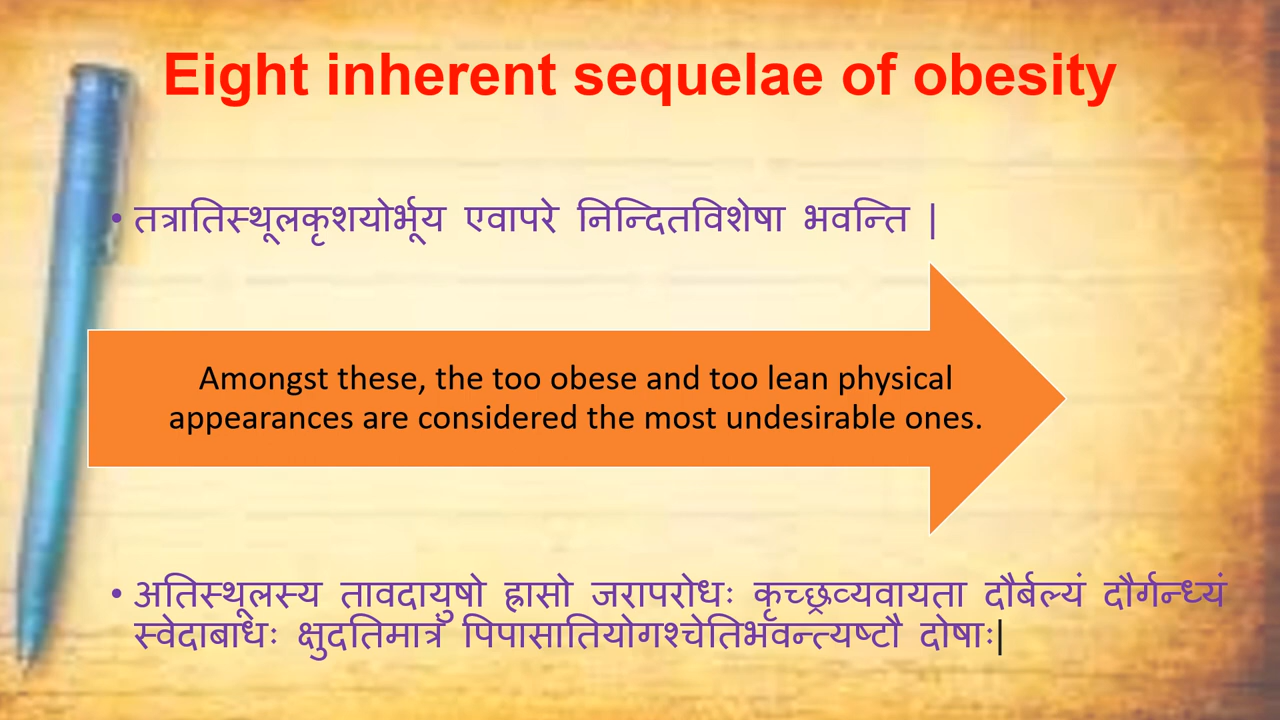 Eight inherent sequelae of obesity
• तत्रातिस्थूलकृशयोर्भूय एवापरे निन्दितविशेषा भवन्ति |
Amongst these, the too obese and too lean physical
appearances are considered the most undesirable ones.
• अतिस्थूलस्य तावदायुषो ह्रासो जरापरोधः कृच्छ्रव्यवायता दौर्बल्यं दौर्गन्ध्यं
स्वेदाबाधः क्षुदतिमात्रं पिपासातियोगश्चेतिभवन्त्यष्टौ दोषाः|